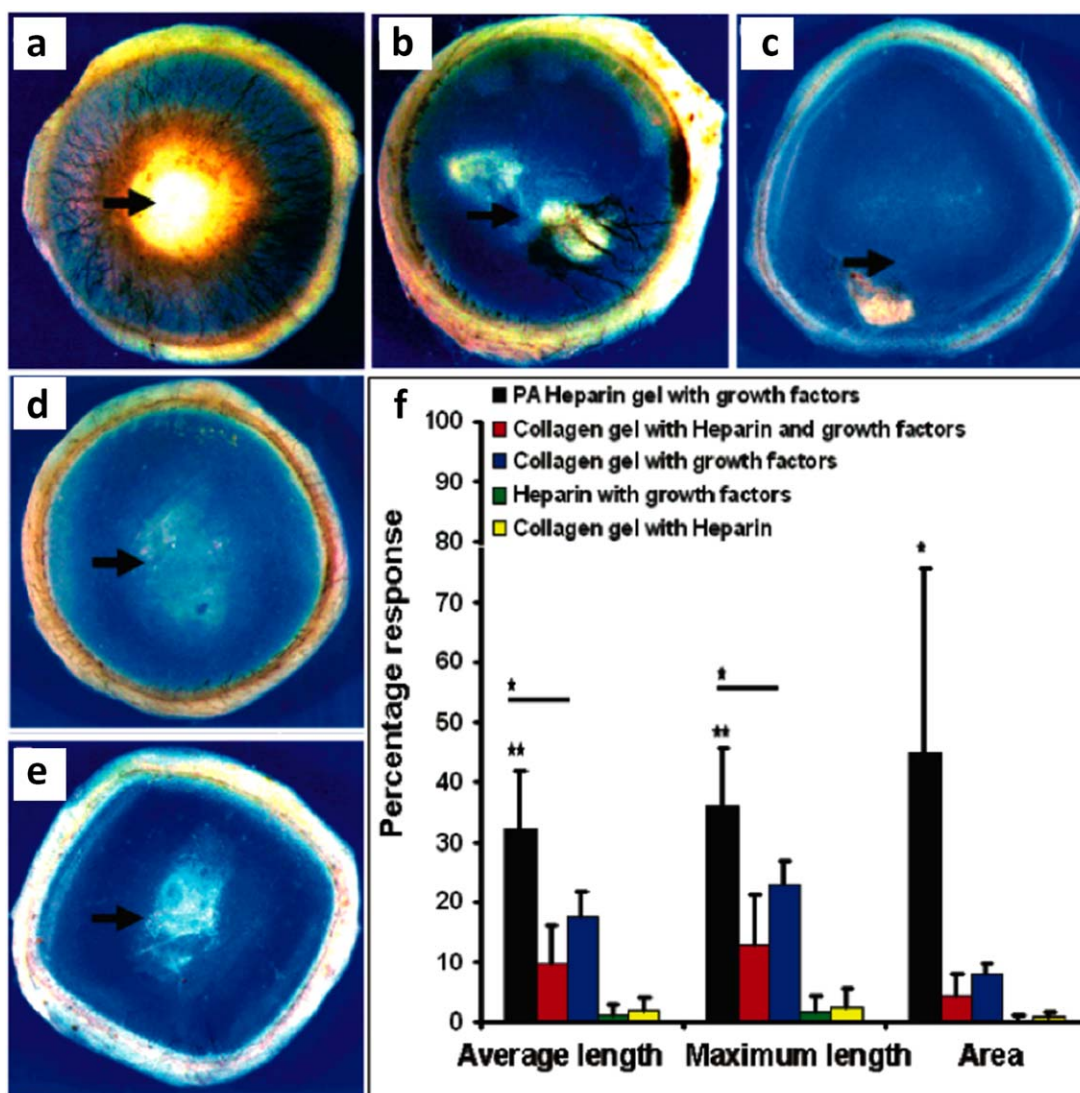 a
b
c
d
e
f
PA Heparin gel with growth factors
Collagen gel with Heparin and growth factors
Collagen gel with growth factors
Heparin with growth factors
Collagen gel with Heparin
Percentage response
100
90
80
70
60
50
40
30
20
10
0
*
**
*
**
*
Average length
Maximum length
Area